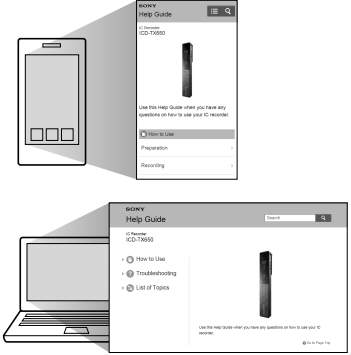 SONY
Help Guide
IC Recorder
ICD-TX650
Use this Help Guide when you have any
questions on how to use your IC recorder.
How to Use
Preparation
Recording
SONY
Help Guide
Search
IC Recorder
ICD-TX650
How to Use
Troubleshooting
List of Topics
Use this Help Guide when you have any questions on how to use your IC
recorder.
Go to Page Top